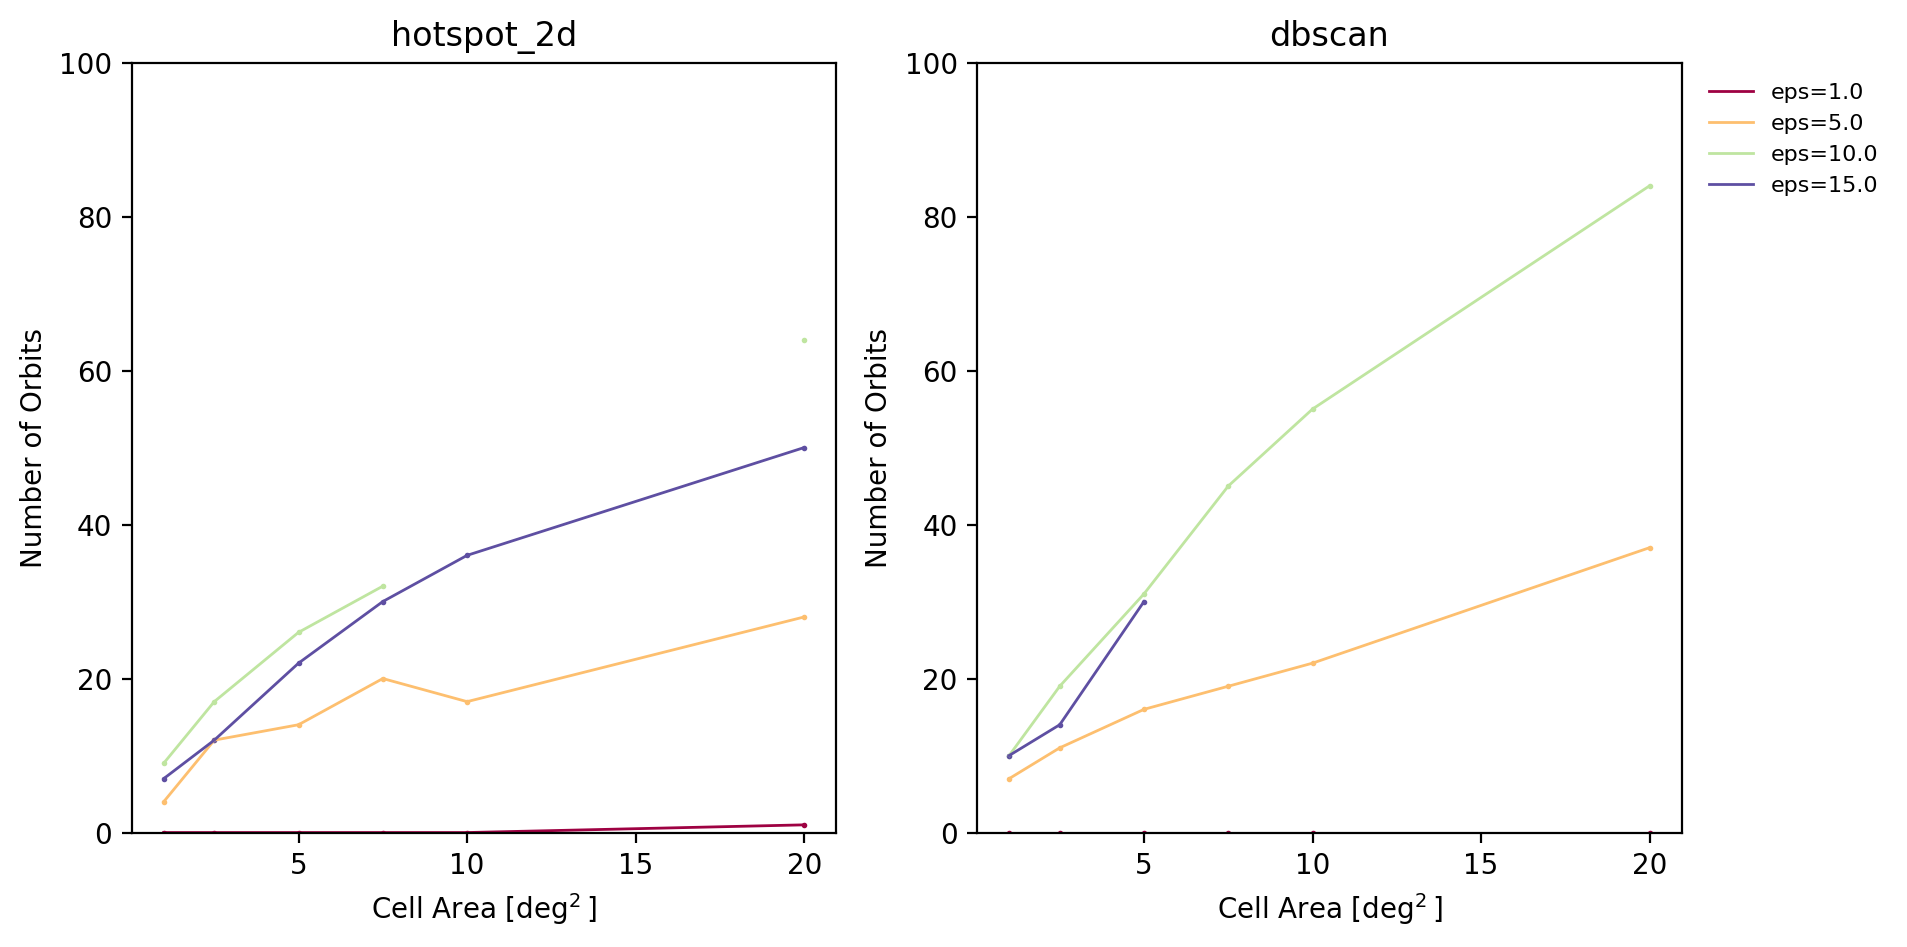 hotspot_2d
100
80
60
40
20
0
Number of Orbits
5 10 15 20
Cell Area [deg²]
dbscan
100
80
60
40
20
0
Number of Orbits
5 10 15 20
Cell Area [deg²]
eps=1.0
eps=5.0
eps=10.0
eps=15.0